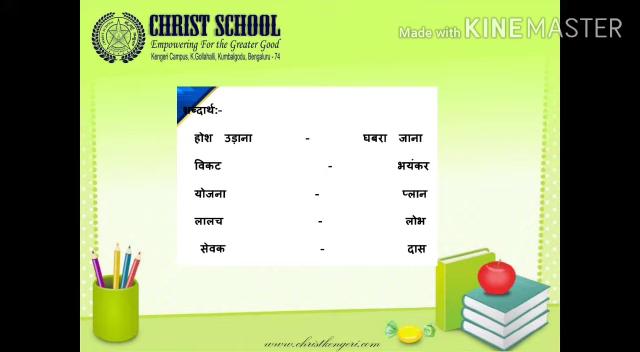 CHRIST SCHOOL
Empowering For the Greater Good
Kengeri Campus, K.Gollahalli, Kumbalgodu, Bengaluru - 74
Made with KINEMASTER
शब्दार्थ:-
होश उड़ाना - घबरा जाना
विकट - भयंकर
योजना - प्लान
लालच - लोभ
सेवक - दास
www.christkengeri.com